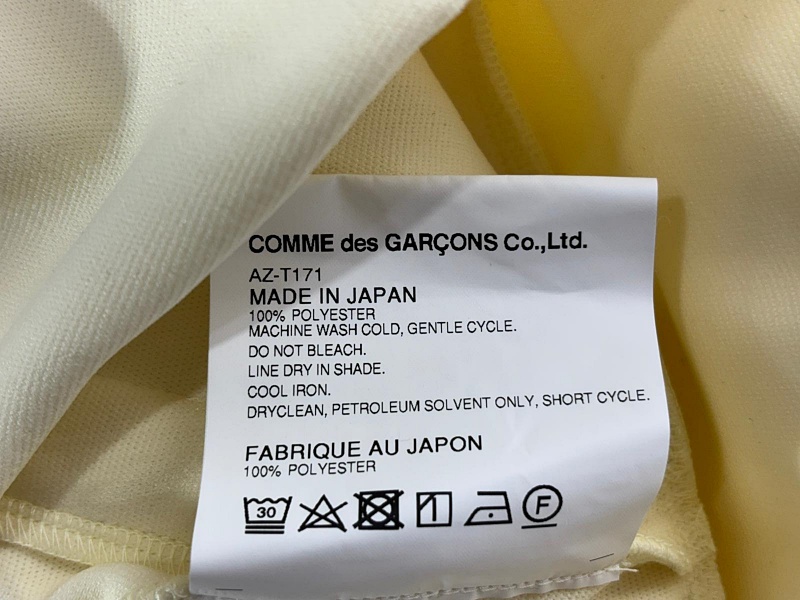 COMME des GARÇONS Co.,Ltd.
AZ-T171
MADE IN JAPAN
100% POLYESTER
MACHINE WASH COLD, GENTLE CYCLE.
DO NOT BLEACH.
LINE DRY IN SHADE.
COOL IRON.
DRYCLEAN, PETROLEUM SOLVENT ONLY, SHORT CYCLE.
FABRIQUE AU JAPON
100% POLYESTER
30 F